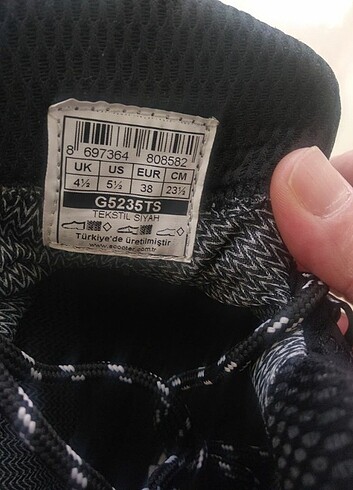 8 697364 808582
UK US EUR CM
4½ 5½ 38 23½
G5235TS
TEKSTİL SİYAH
Türkiye'de üretilmiştir
www.scooter.com.tr